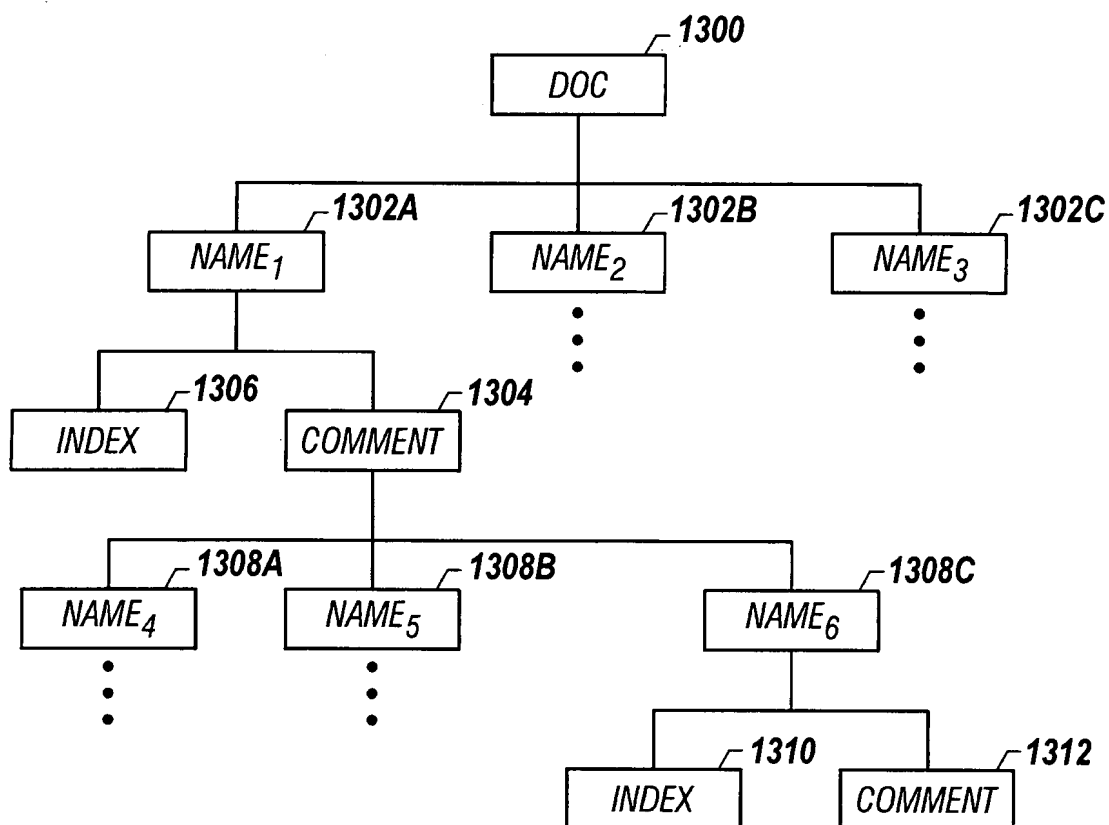 1300
DOC
1302A 1302B 1302C
NAME₁ NAME₂ NAME₃
1306 1304
INDEX COMMENT
1308A 1308B 1308C
NAME₄ NAME₅ NAME₆
1310 1312
INDEX COMMENT